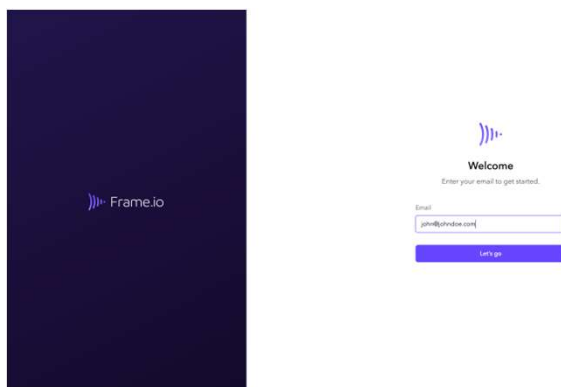 Frame.io
Welcome
Enter your email to get started.
Email
john@johndoe.com
Let's go